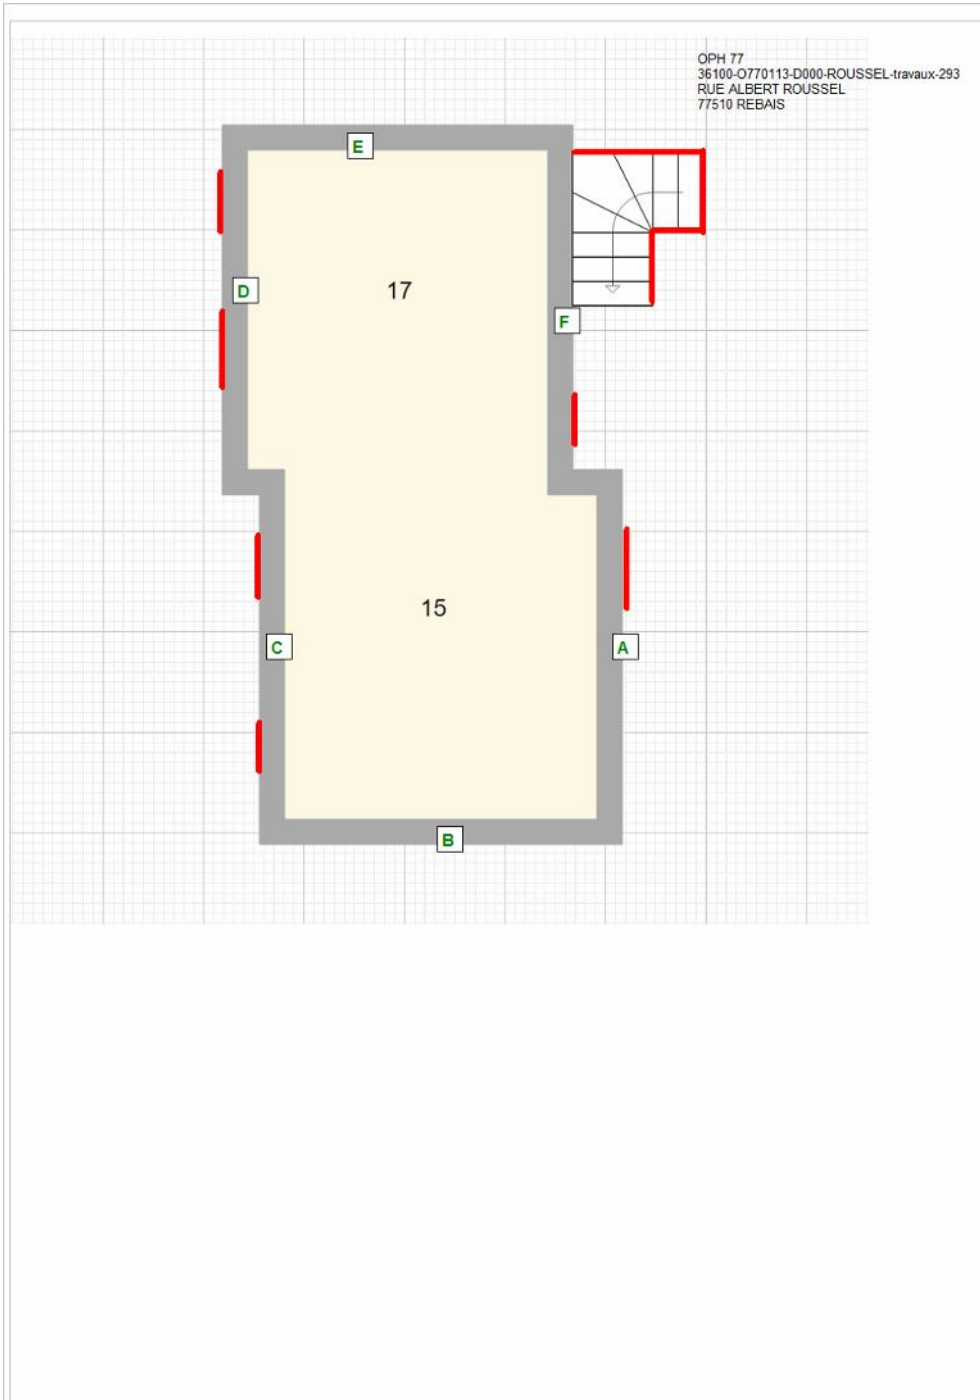 OPH 77
36100-O770113-D000-ROUSSEL-travaux-293
RUE ALBERT ROUSSEL
77510 REBAIS
E
D
17
F
15
C
A
B